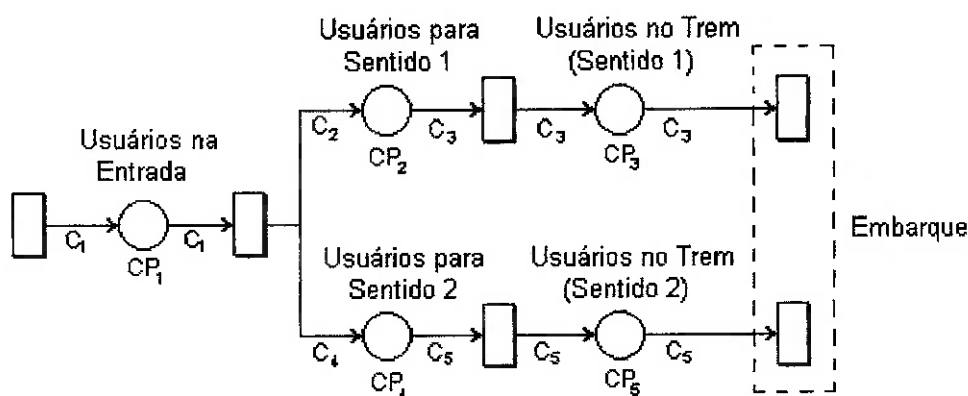 Usuários para
Sentido 1
Usuários no Trem
(Sentido 1)
C₂
C₃
C₃
C₃
CP₂
CP₃
Usuários na
Entrada
C₁
C₁
CP₁
Embarque
Usuários para
Sentido 2
Usuários no Trem
(Sentido 2)
C₄
C₅
C₅
C₅
CP₅